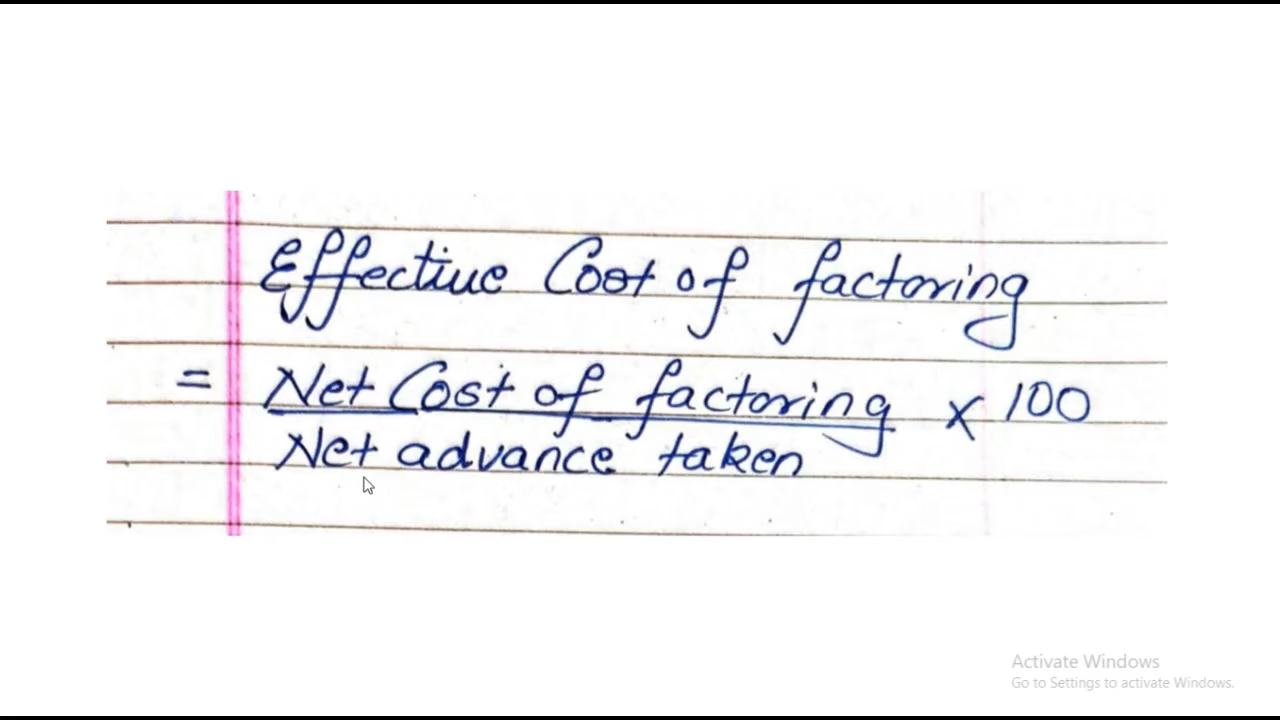 Effective Cost of factoring
= Net Cost of factoring × 100
Net advance taken
Activate Windows
Go to Settings to activate Windows.